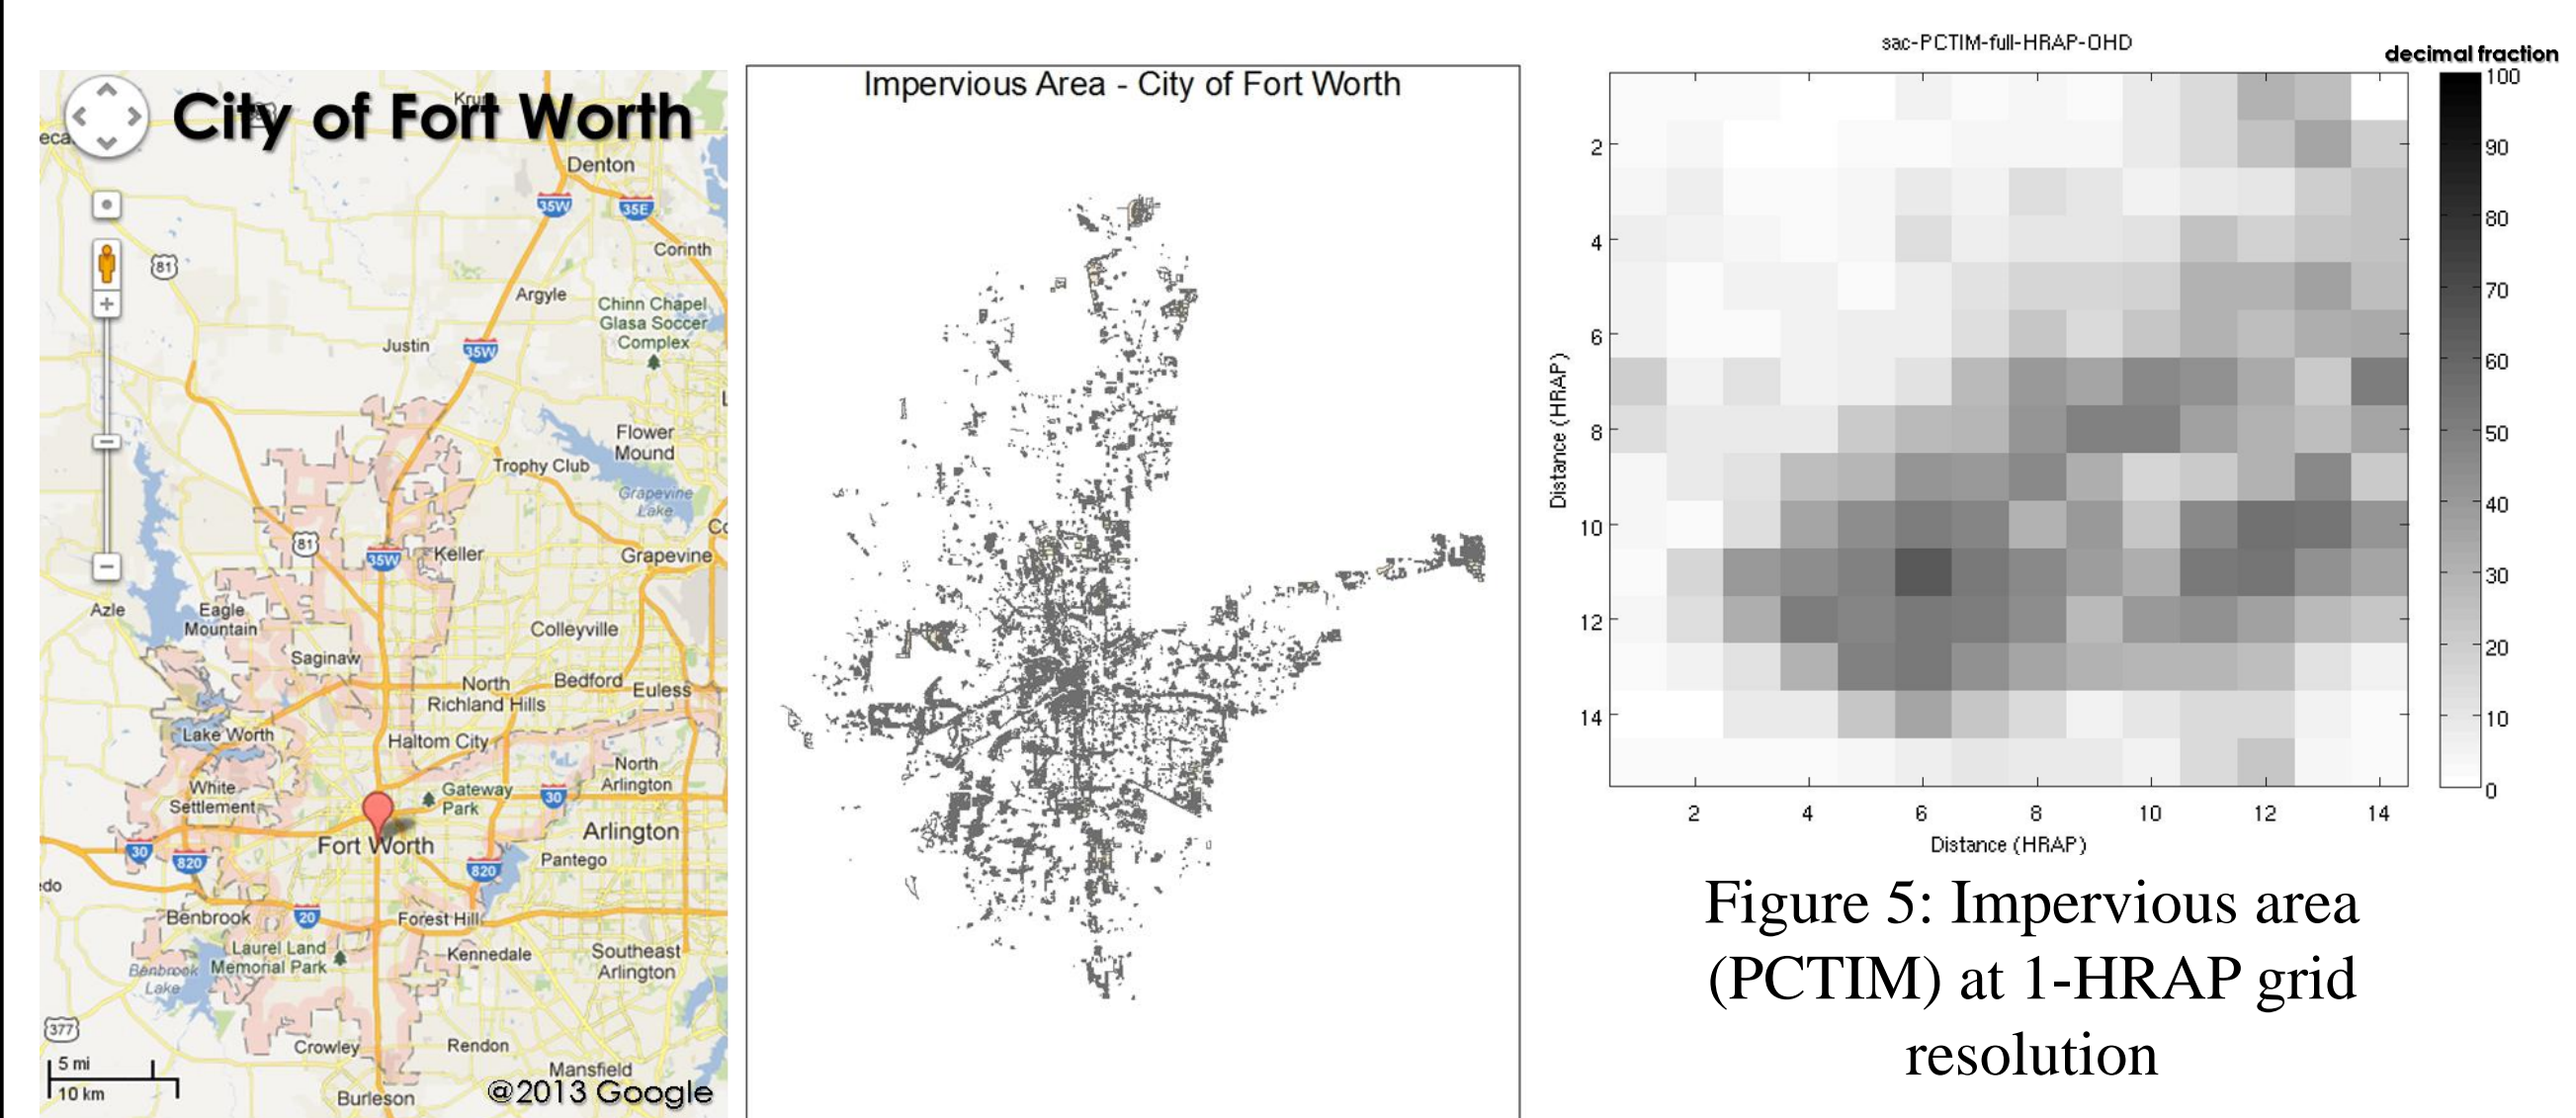 City of Fort Worth
Denton
35W
35E
Corinth
81
Argyle
Chinn Chapel
Glasa Soccer
Complex
Justin
35W
Flower
Mound
Trophy Club
Grapevine
Lake
81
35W
Keller
Grapevine
Azle
Eagle
Mountain
Colleyville
Saginaw
North
Richland Hills
Bedford
Euless
Lake Worth
Haltom City
White
Settlement
North
Arlington
Gateway
Park
30
Fort Worth
Arlington
30
820
820
Pantego
Benbrook
20
Forest Hill
Laurel Land
Memorial Park
Kennedale
Southeast
Arlington
Benbrook
Lake
377
Crowley
Rendon
5 mi
10 km
Mansfield
Burleson
@2013 Google
Impervious Area - City of Fort Worth
sac-PCTIM-full-HRAP-OHD
decimal fraction
100
90
80
70
60
50
40
30
20
10
0
Distance (HRAP)
2
4
6
8
10
12
14
2
4
6
8
10
12
14
Distance (HRAP)
Figure 5: Impervious area
(PCTIM) at 1-HRAP grid
resolution